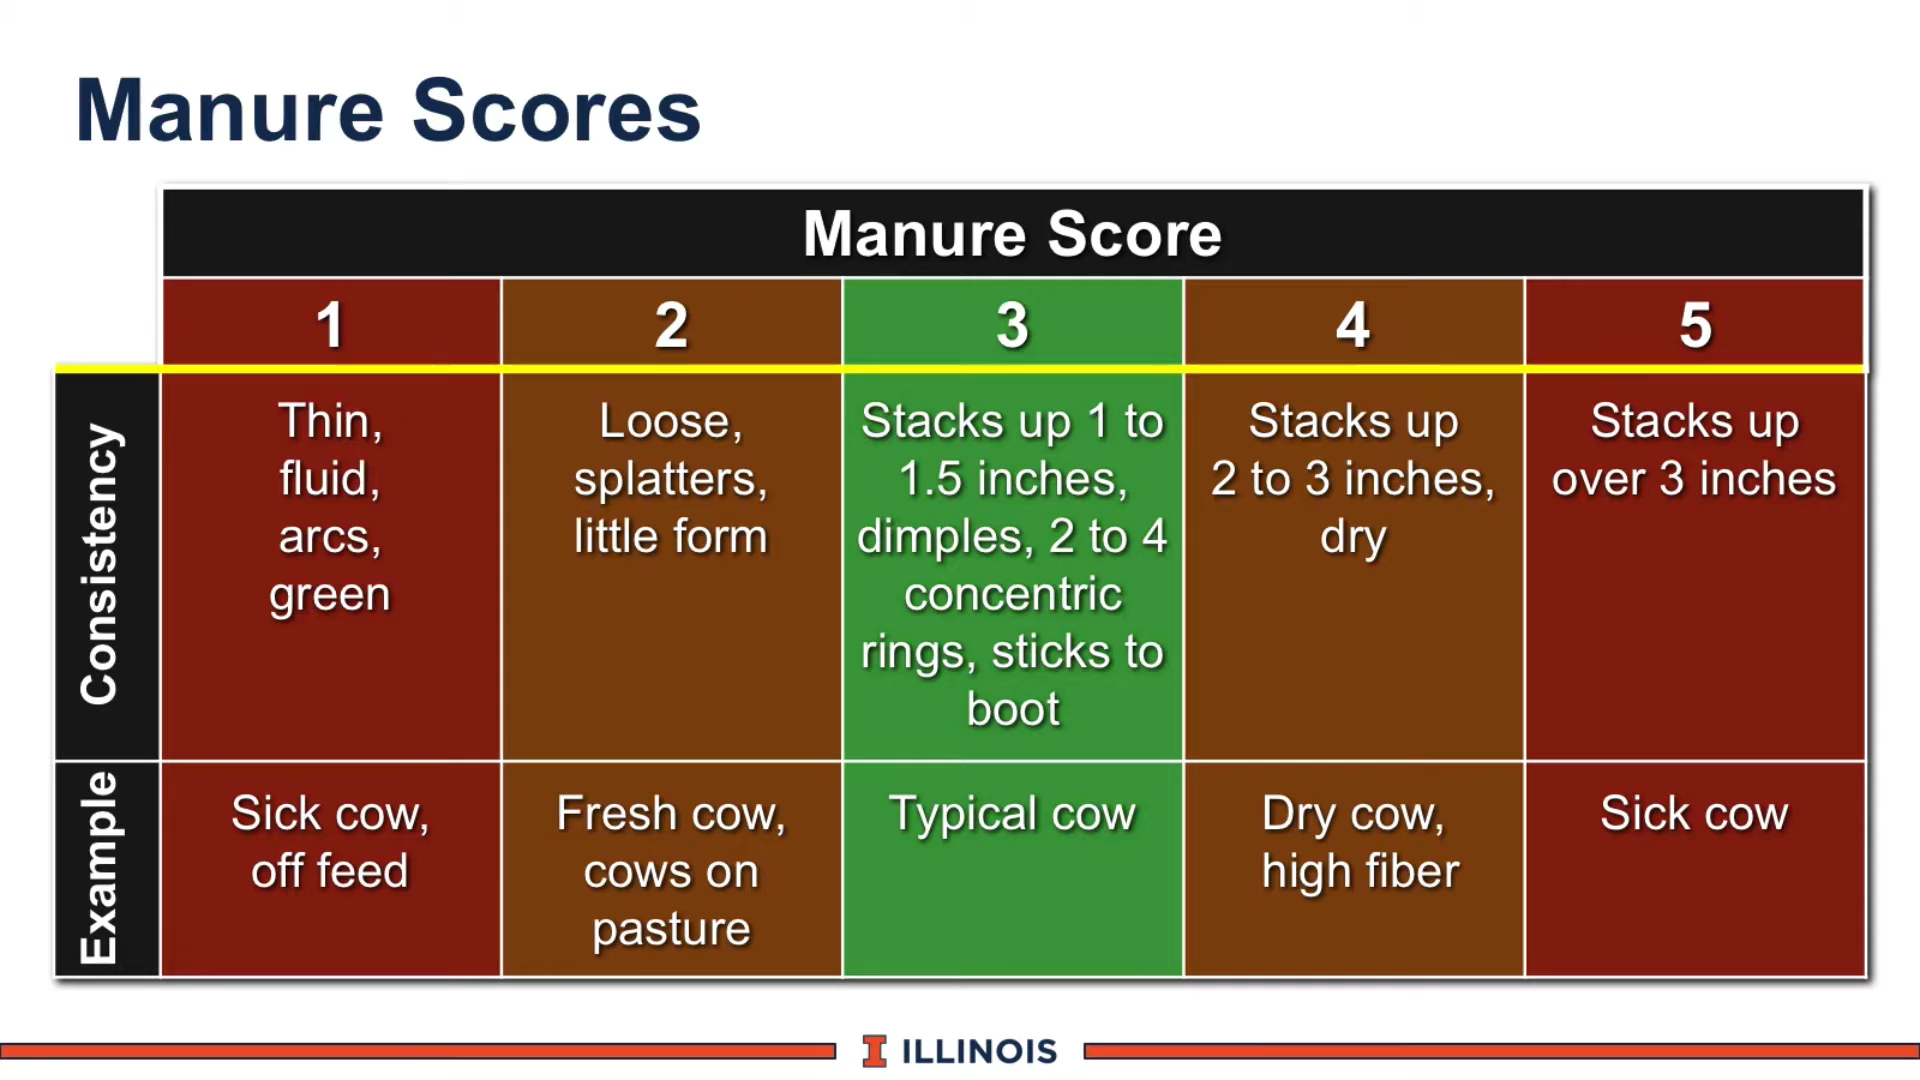 Manure Scores
Manure Score
1
2
3
4
5
Consistency
Thin,
fluid,
arcs,
green
Loose,
splatters,
little form
Stacks up 1 to
1.5 inches,
dimples, 2 to 4
concentric
rings, sticks to
boot
Stacks up
2 to 3 inches,
dry
Stacks up
over 3 inches
Example
Sick cow,
off feed
Fresh cow,
cows on
pasture
Typical cow
Dry cow,
high fiber
Sick cow
I ILLINOIS